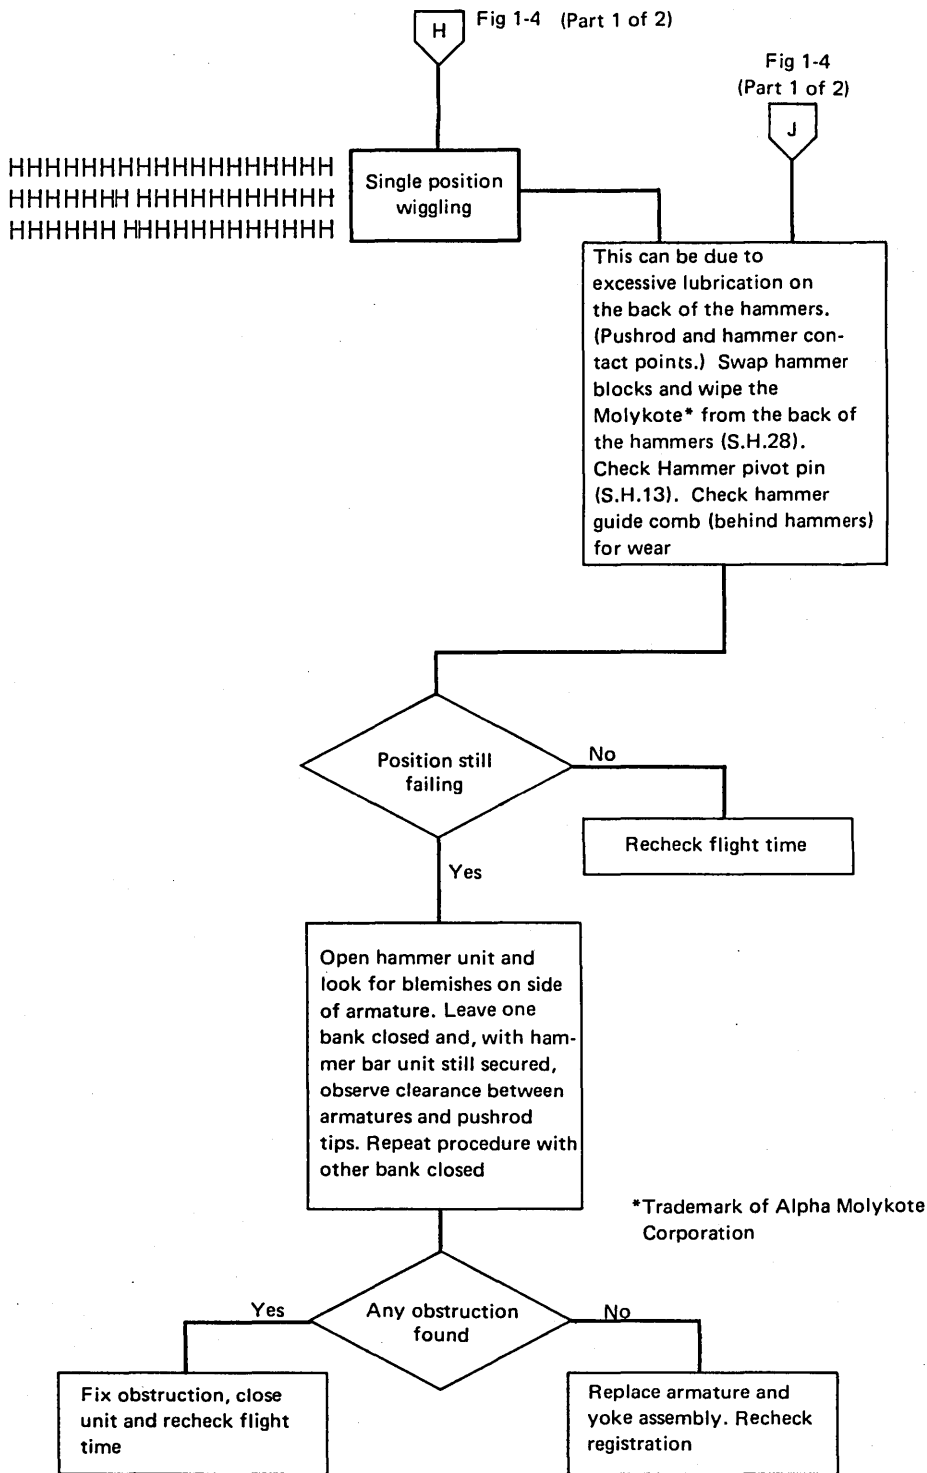 H
Fig 1-4 (Part 1 of 2)
Fig 1-4
(Part 1 of 2)
J
HHHHHHHHHHHHHHHHHH
HHHHHHH HHHHHHHHHHH
HHHHHH HHHHHHHHHHHH
Single position
wiggling
This can be due to
excessive lubrication on
the back of the hammers.
(Pushrod and hammer con-
tact points.) Swap hammer
blocks and wipe the
Molykote* from the back of
the hammers (S.H.28).
Check Hammer pivot pin
(S.H.13). Check hammer
guide comb (behind hammers)
for wear
Position still
failing
No
Recheck flight time
Yes
Open hammer unit and
look for blemishes on side
of armature. Leave one
bank closed and, with ham-
mer bar unit still secured,
observe clearance between
armatures and pushrod
tips. Repeat procedure with
other bank closed
*Trademark of Alpha Molykote
Corporation
Any obstruction
found
Yes
No
Fix obstruction, close
unit and recheck flight
time
Replace armature and
yoke assembly. Recheck
registration